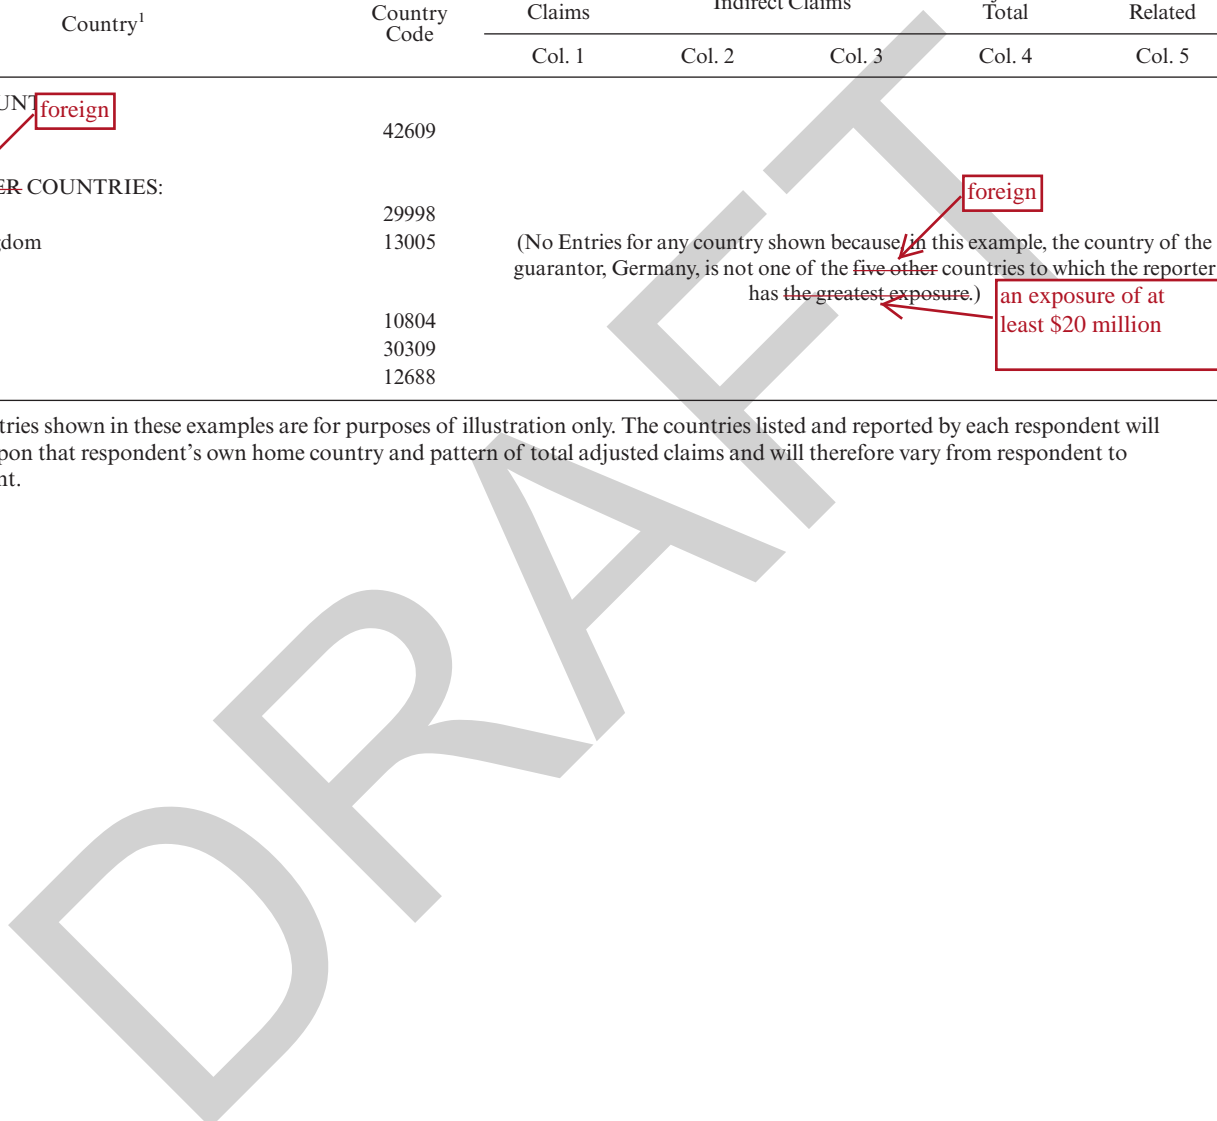 Country¹
Country
Code
Claims
Indirect Claims
Total
Related
Col. 1
Col. 2
Col. 3
Col. 4
Col. 5
UNT
foreign
42609
ER COUNTRIES:
29998
foreign
dom
13005
(No Entries for any country shown because, in this example, the country of the
guarantor, Germany, is not one of the five other countries to which the reporter
has the greatest exposure.)
an exposure of at
least $20 million
10804
30309
12688
tries shown in these examples are for purposes of illustration only. The countries listed and reported by each respondent will
pon that respondent's own home country and pattern of total adjusted claims and will therefore vary from respondent to
nt.
DRAFT